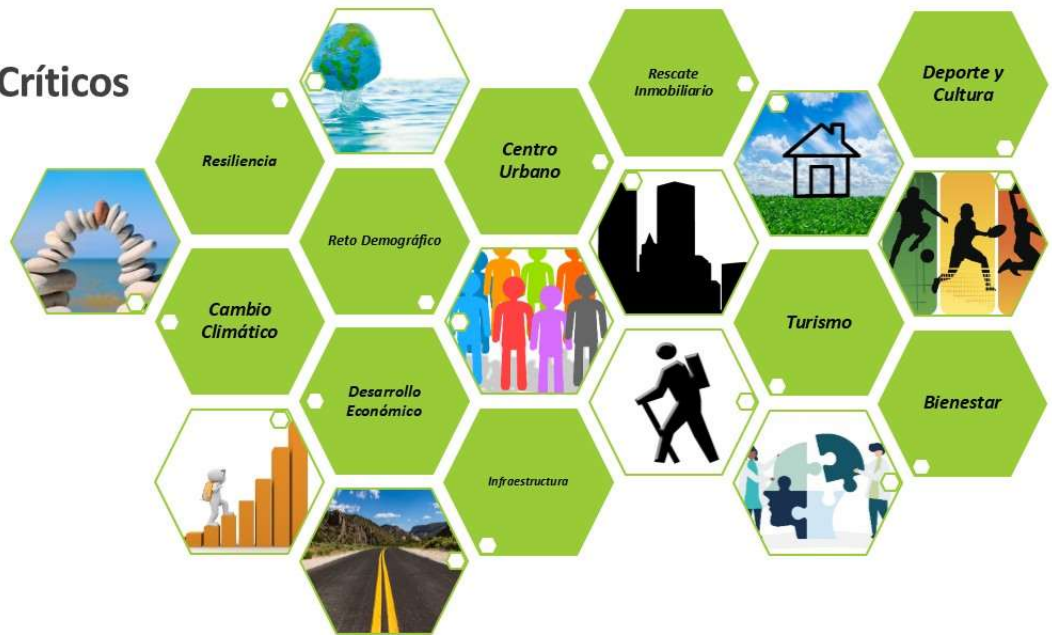 Críticos
Resiliencia
Cambio
Climático
Reto Demográfico
Desarrollo
Económico
Centro
Urbano
Infraestructura
Rescate
Inmobiliario
Turismo
Deporte y
Cultura
Bienestar